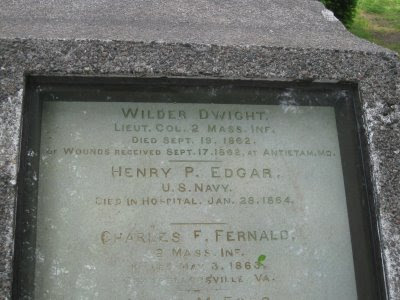 WILDER DWIGHT.
LIEUT. COL. 2 MASS. INF.
DIED SEPT. 19. 1862.
OF WOUNDS RECEIVED SEPT. 17. 1862. AT ANTIETAM. MD.
HENRY P. EDGAR.
U.S. NAVY.
DIED IN HOSPITAL. JAN. 28. 1864.
CHARLES F. FERNALD.
2 MASS. INF.
MAY 3. 1863.
VA.